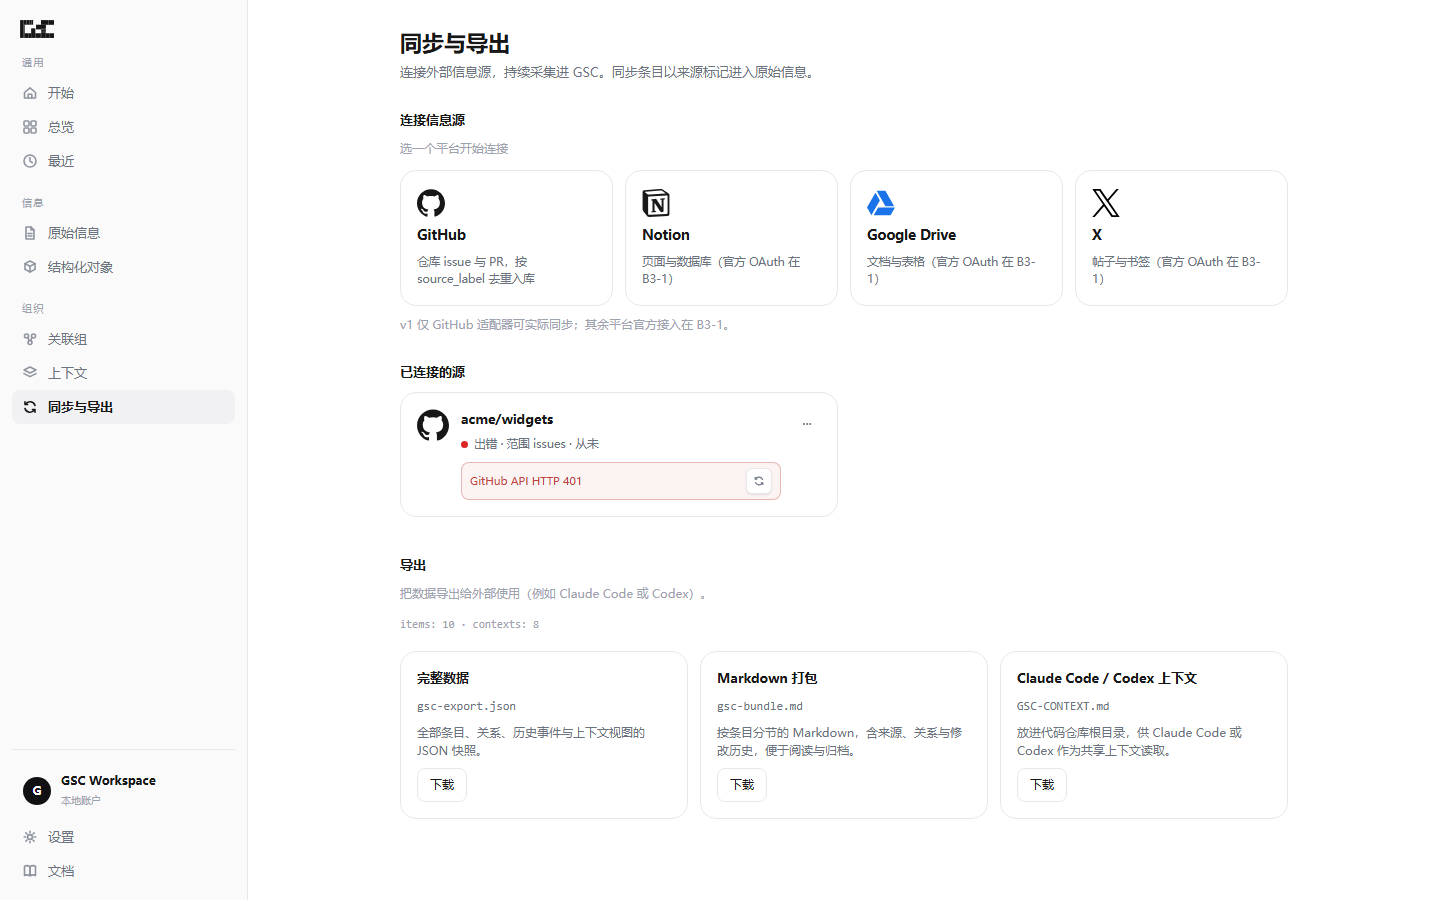 GSC
通用
开始
总览
最近
信息
原始信息
结构化对象
组织
关联组
上下文
同步与导出
G
GSC Workspace
本地账户
设置
文档
同步与导出
连接外部信息源，持续采集进 GSC。同步条目以来源标记进入原始信息。
连接信息源
选一个平台开始连接
GitHub
仓库 issue 与 PR，按
source_label 去重入库
Notion
页面与数据库（官方 OAuth 在
B3-1）
Google Drive
文档与表格（官方 OAuth 在 B3-
1）
X
帖子与书签（官方 OAuth 在 B3-
1）
v1 仅 GitHub 适配器可实际同步；其余平台官方接入在 B3-1。
已连接的源
acme/widgets
...
出错 · 范围 issues · 从未
GitHub API HTTP 401
导出
把数据导出给外部使用（例如 Claude Code 或 Codex）。
items: 10 · contexts: 8
完整数据
gsc-export.json
全部条目、关系、历史事件与上下文视图的
JSON 快照。
下载
Markdown 打包
gsc-bundle.md
按条目分节的 Markdown，含来源、关系与修
改历史，便于阅读与归档。
下载
Claude Code / Codex 上下文
GSC-CONTEXT.md
放进代码仓库根目录，供 Claude Code 或
Codex 作为共享上下文读取。
下载